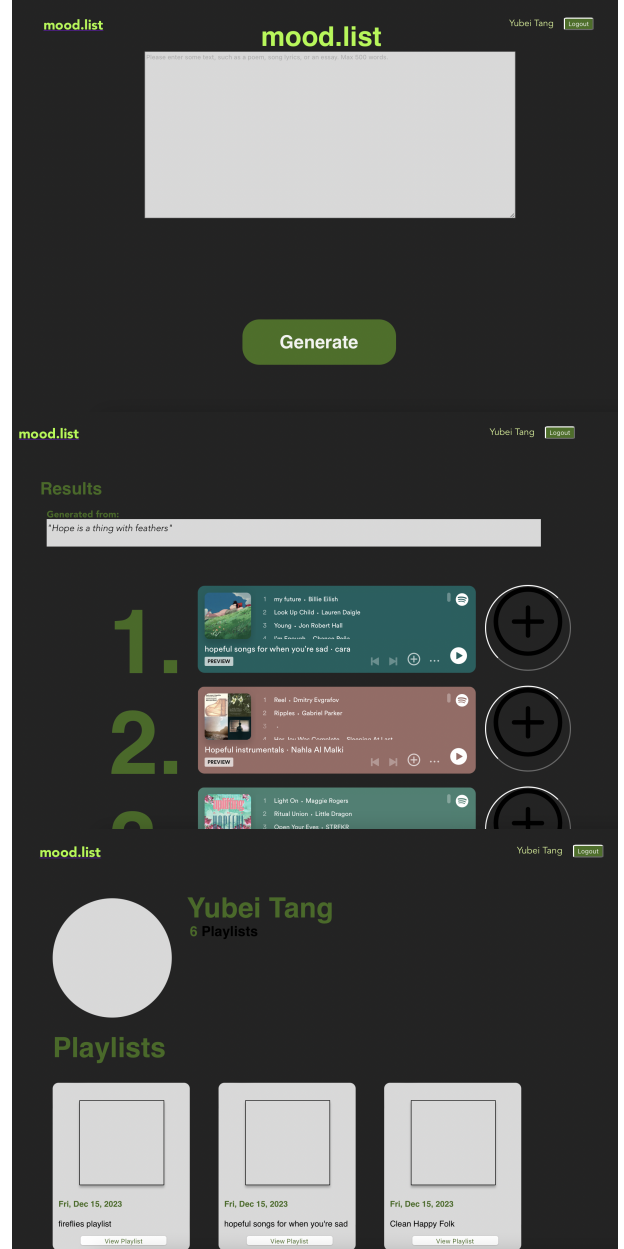 mood.list
Yubei Tang
Logout
mood.list
Please enter some text, such as a poem, song lyrics, or an essay. Max 500 words.
Generate
mood.list
Yubei Tang
Logout
Results
Generated from:
"Hope is a thing with feathers"
1.
1 my future • Billie Eilish
2 Look Up Child • Lauren Daigle
3 Young • Jon Robert Hall
4
hopeful songs for when you're sad · cara
PREVIEW
2.
1 Real • Dmitry Evgrafov
2 Ripples • Gabriel Parker
3 •
4
Hopeful instrumentals · Nahla Al Malki
PREVIEW
1 Light On • Maggie Rogers
2 Ritual Union • Little Dragon
3 Open Your Eyes • STRFKR
mood.list
Yubei Tang
Logout
Yubei Tang
6 Playlists
Playlists
Fri, Dec 15, 2023
fireflies playlist
View Playlist
Fri, Dec 15, 2023
hopeful songs for when you're sad
View Playlist
Fri, Dec 15, 2023
Clean Happy Folk
View Playlist